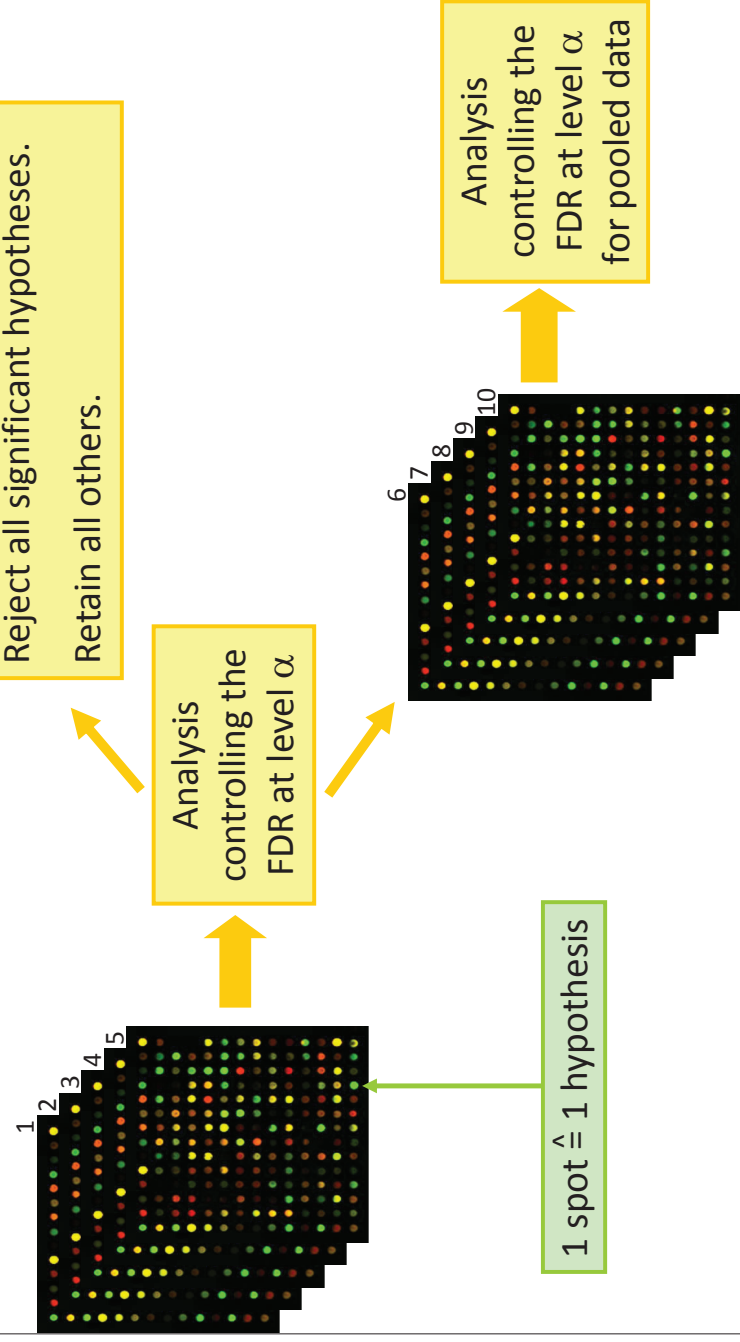 1
2
3
4
5
1 spot ≙ 1 hypothesis
Analysis
controlling the
FDR at level α
Reject all significant hypotheses.
Retain all others.
6
7
8
9
10
Analysis
controlling the
FDR at level α
for pooled data